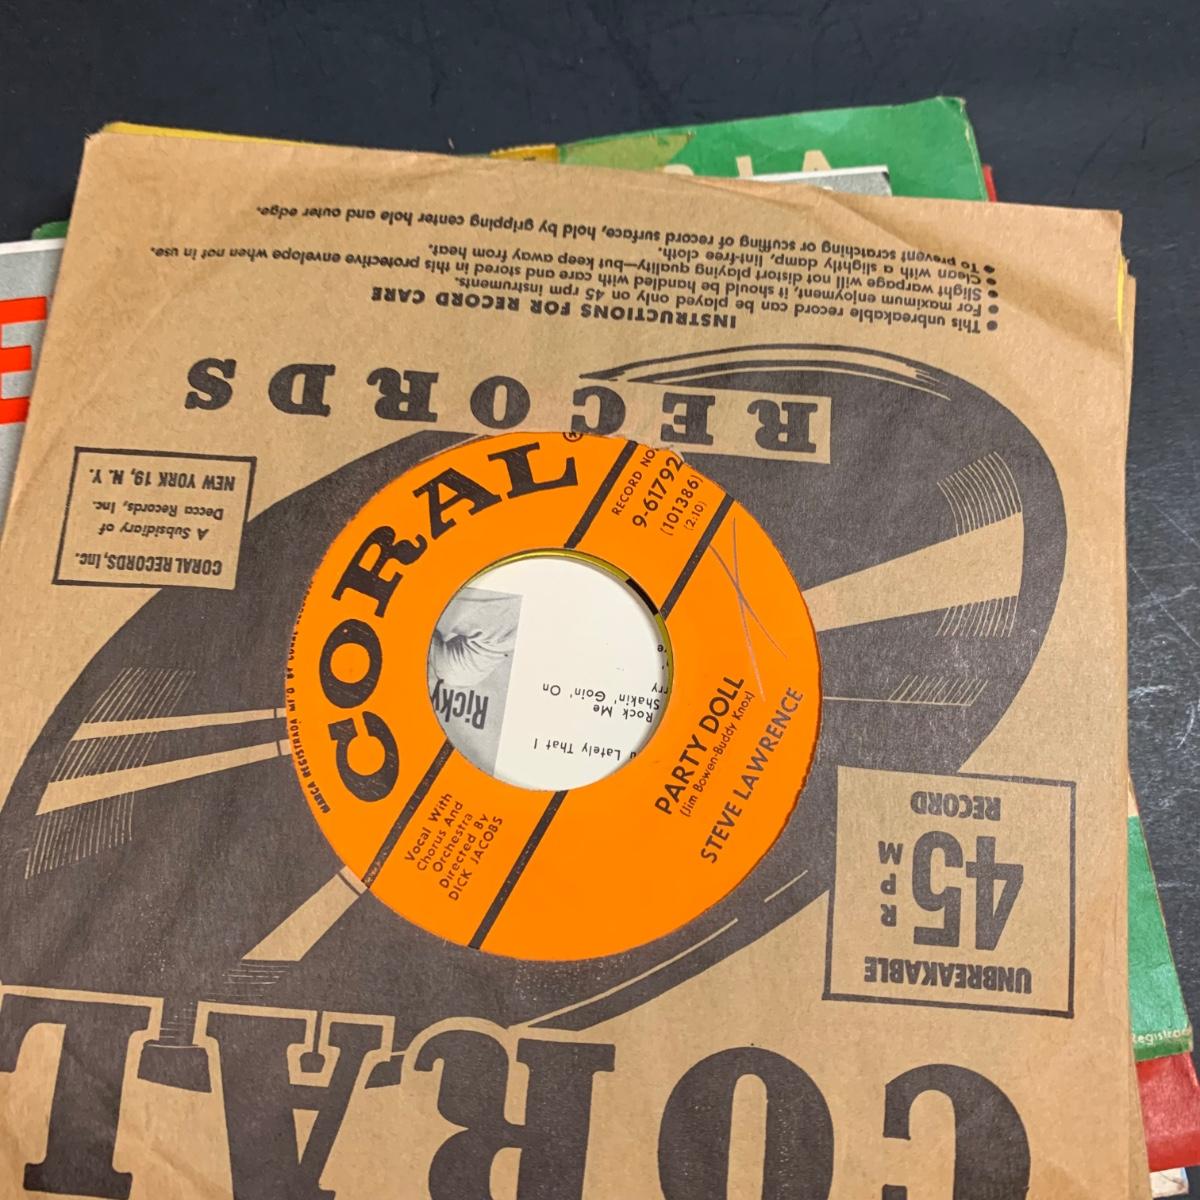 CORAL
RECORDS
INSTRUCTIONS FOR RECORD CARE
• This unbreakable record can be played only on 45 rpm instruments.
• For maximum enjoyment, it should be handled with care and stored in this protective envelope when not in use.
• Slight warpage will not distort playing quality—but keep away from heat.
• Clean with a slightly damp, lint-free cloth.
• To prevent scratching or scuffing of record surface, hold by gripping center hole and outer edge.
UNBREAKABLE
45
RPM
RECORD
CORAL RECORDS, Inc.
A Subsidiary of
Decca Records, Inc.
NEW YORK 19, N. Y.
CORAL®
RECORD NO.
9-61792
(101386)
(2:10)
Vocal With
Chorus And
Orchestra
Directed By
DICK JACOBS
PARTY DOLL
(Jim Bowen-Buddy Knox)
STEVE LAWRENCE
MARCA REGISTRADA MF'D BY CORAL
Ricky
Lately That I
Rock Me
Shakin' Goin' On
E